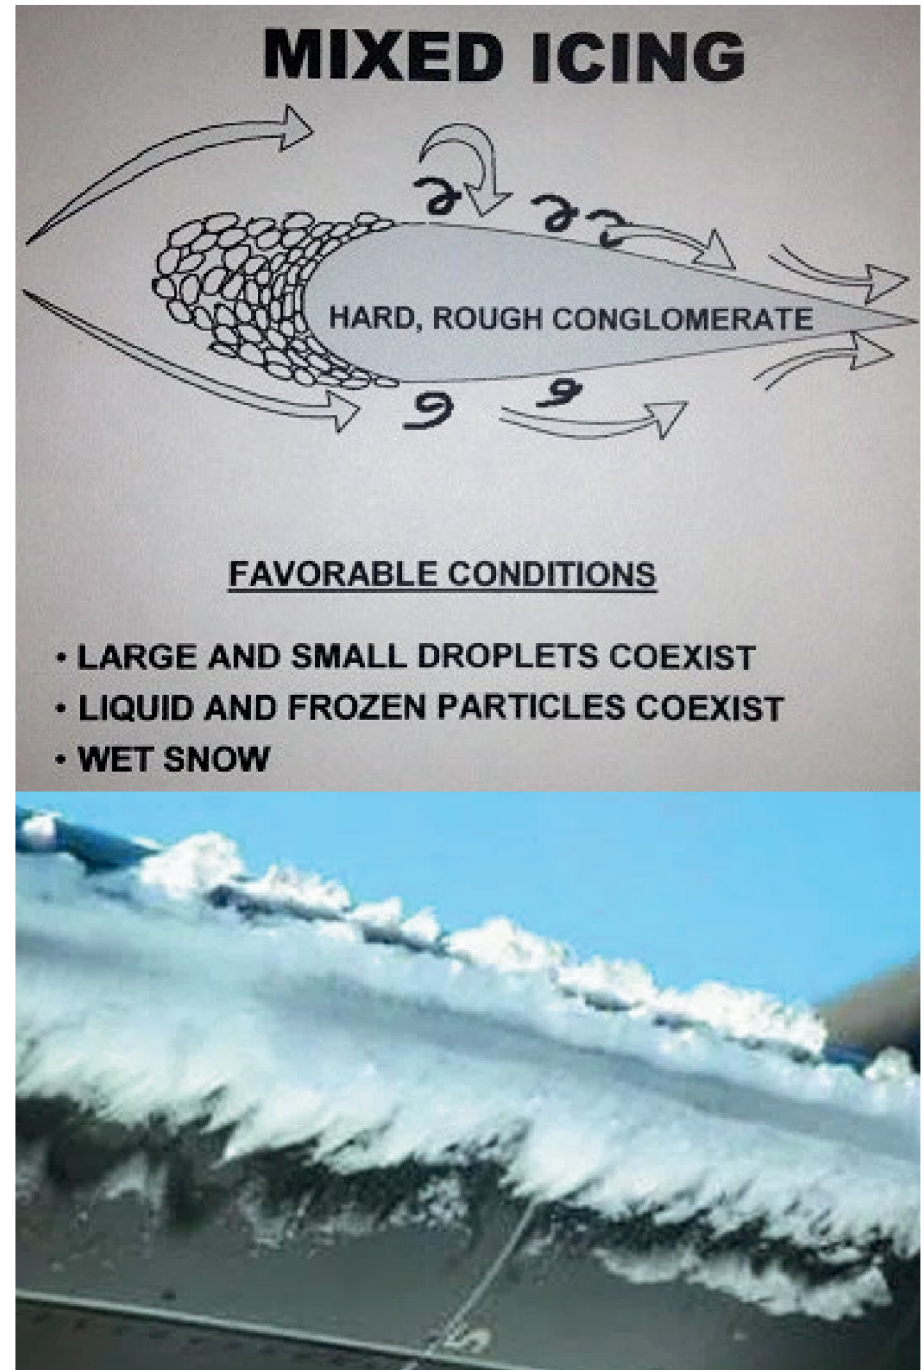 MIXED ICING
HARD, ROUGH CONGLOMERATE
FAVORABLE CONDITIONS
• LARGE AND SMALL DROPLETS COEXIST
• LIQUID AND FROZEN PARTICLES COEXIST
• WET SNOW